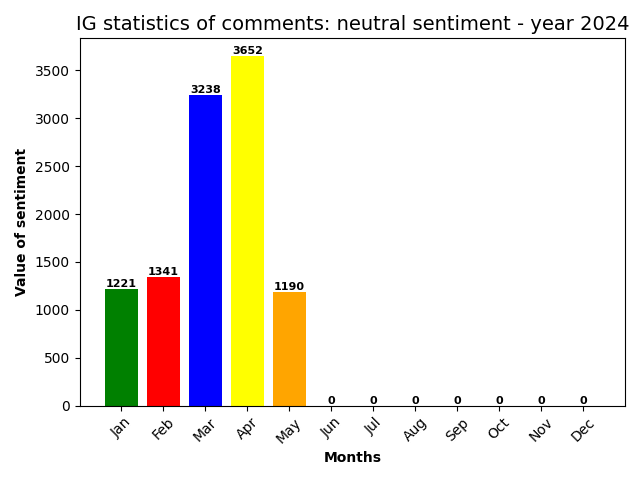 IG statistics of comments: neutral sentiment - year 2024
3652
3500
3238
3000
2500
Value of sentiment
2000
1500
1341
1221
1190
1000
500
0 0 0 0 0 0 0
0
Jan Feb Mar Apr May Jun Jul Aug Sep Oct Nov Dec
Months